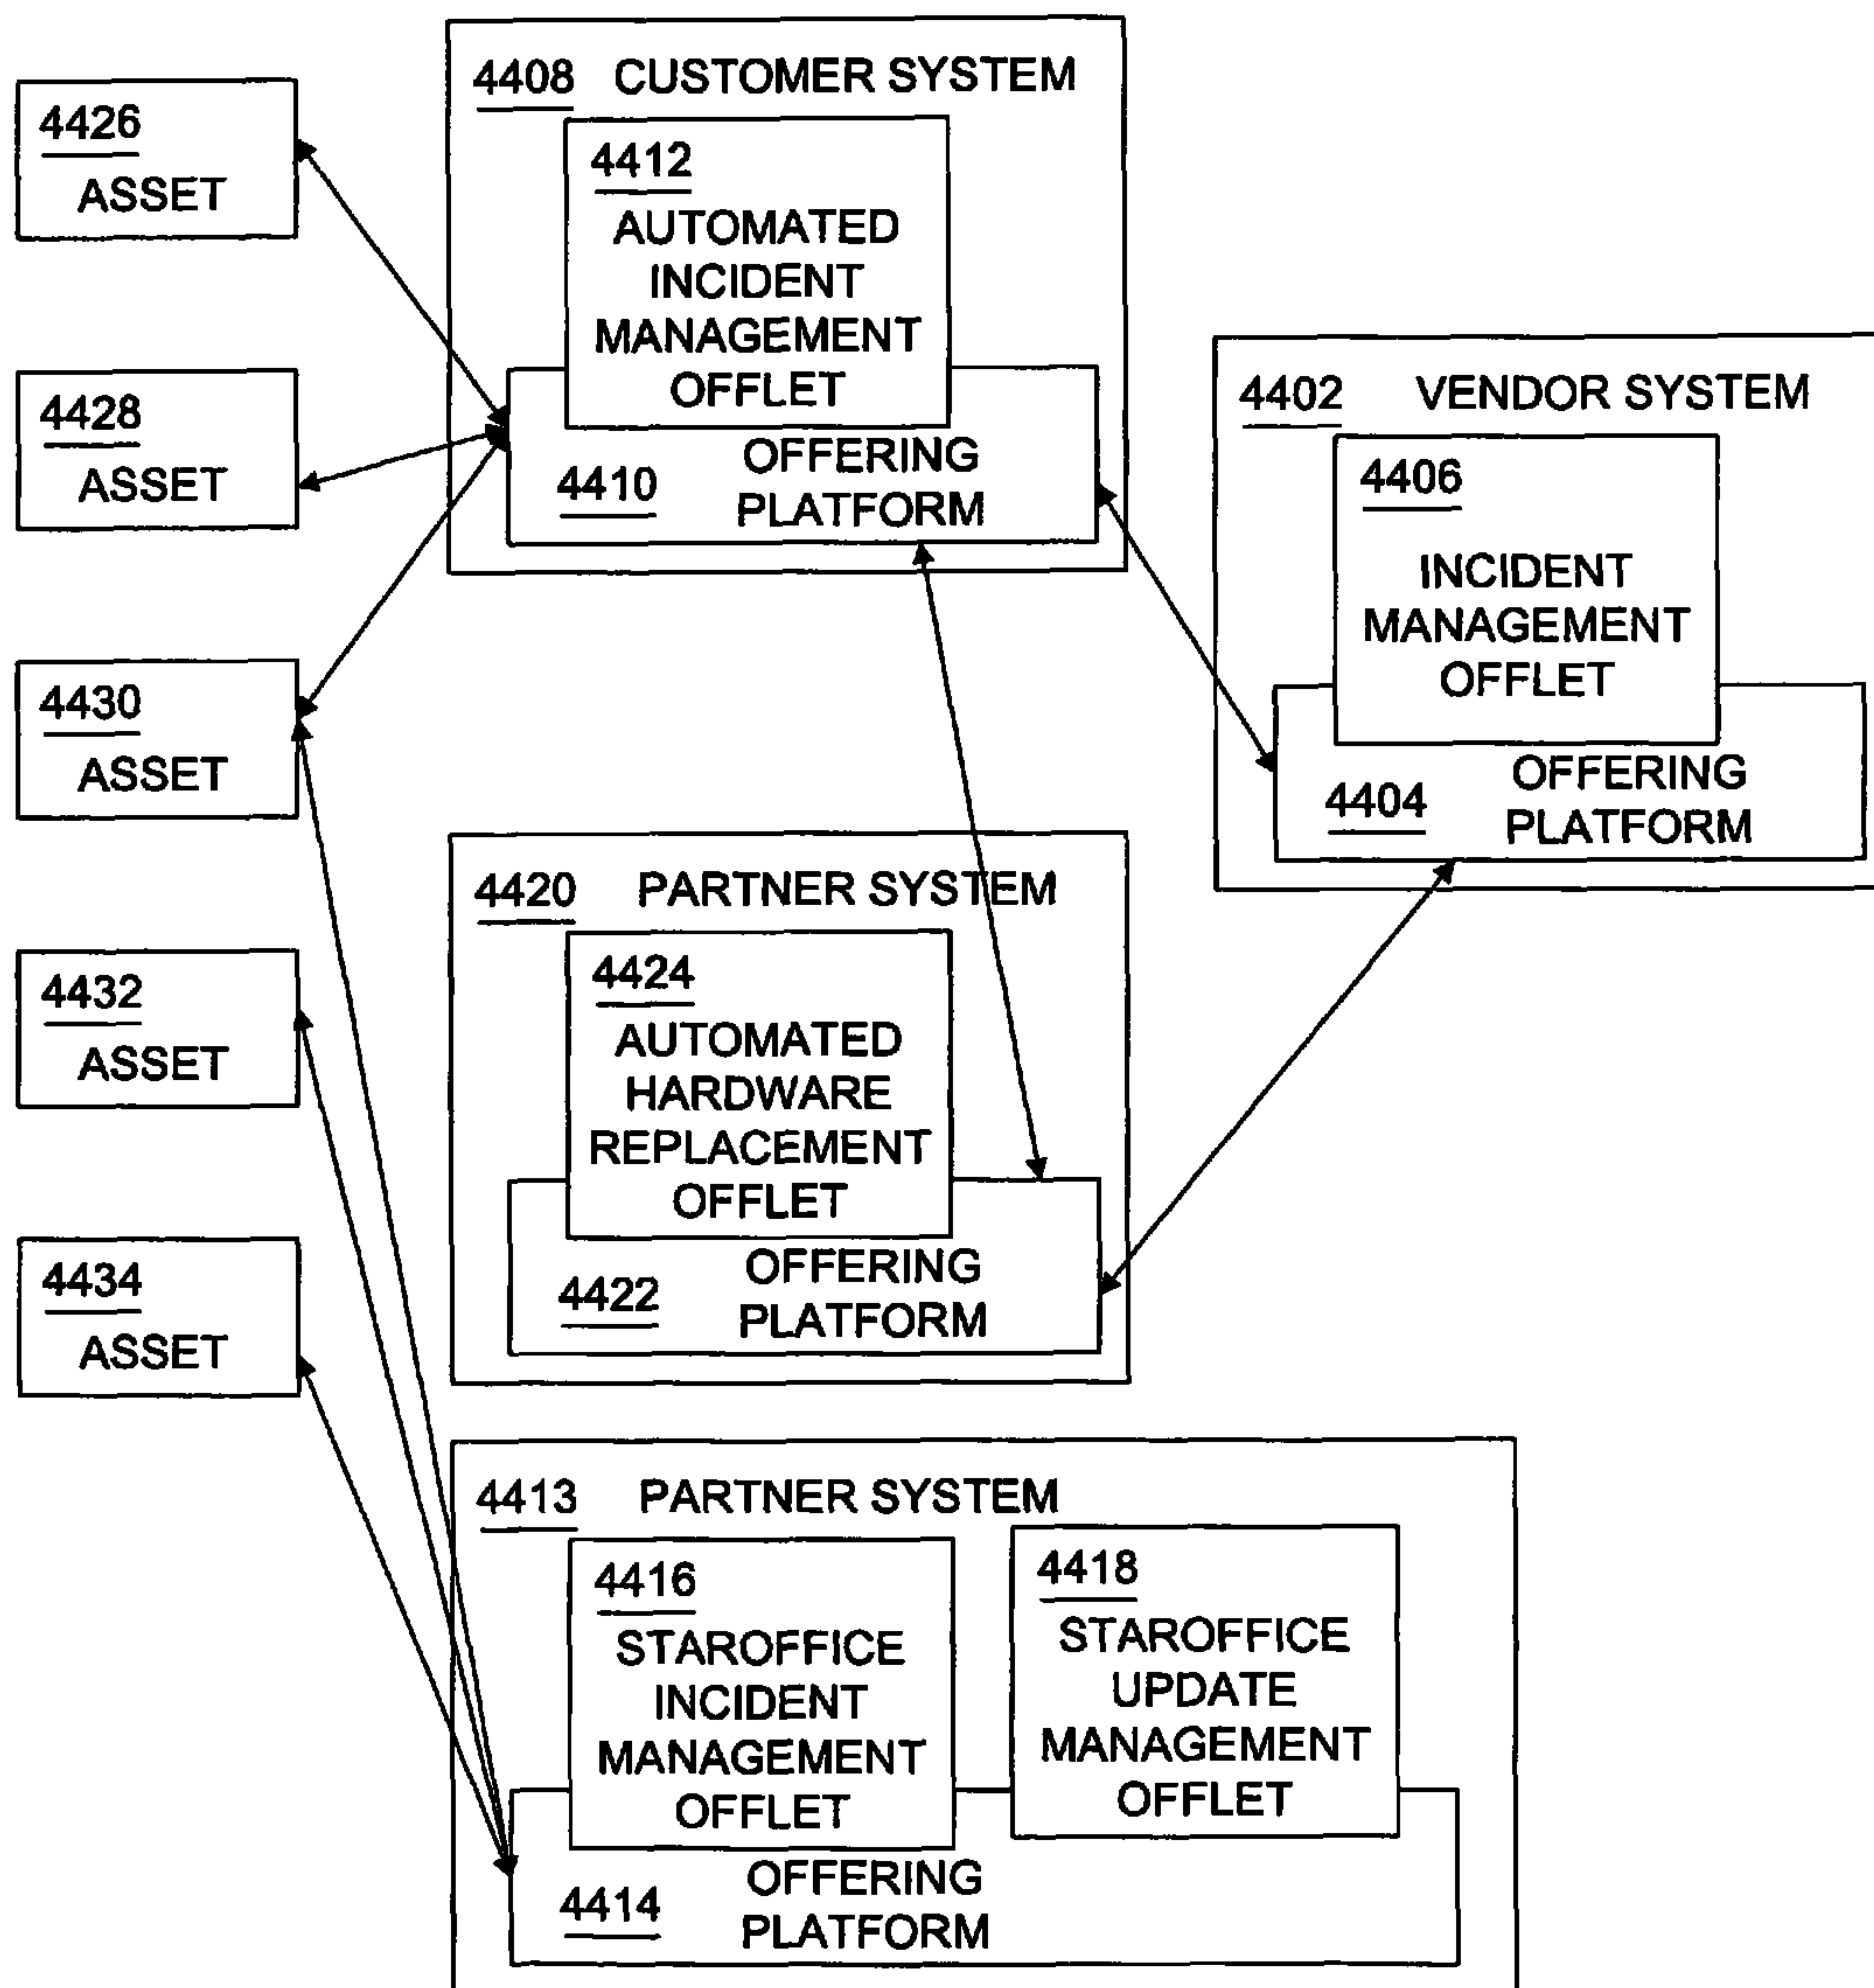 4408 CUSTOMER SYSTEM
4412
AUTOMATED
INCIDENT
MANAGEMENT
OFFLET
OFFERING
4410 PLATFORM
4426
ASSET
4428
ASSET
4430
ASSET
4432
ASSET
4434
ASSET
4402 VENDOR SYSTEM
4406
INCIDENT
MANAGEMENT
OFFLET
OFFERING
4404 PLATFORM
4420 PARTNER SYSTEM
4424
AUTOMATED
HARDWARE
REPLACEMENT
OFFLET
OFFERING
4422 PLATFORM
4413 PARTNER SYSTEM
4416
STAROFFICE
INCIDENT
MANAGEMENT
OFFLET
4418
STAROFFICE
UPDATE
MANAGEMENT
OFFLET
OFFERING
4414 PLATFORM